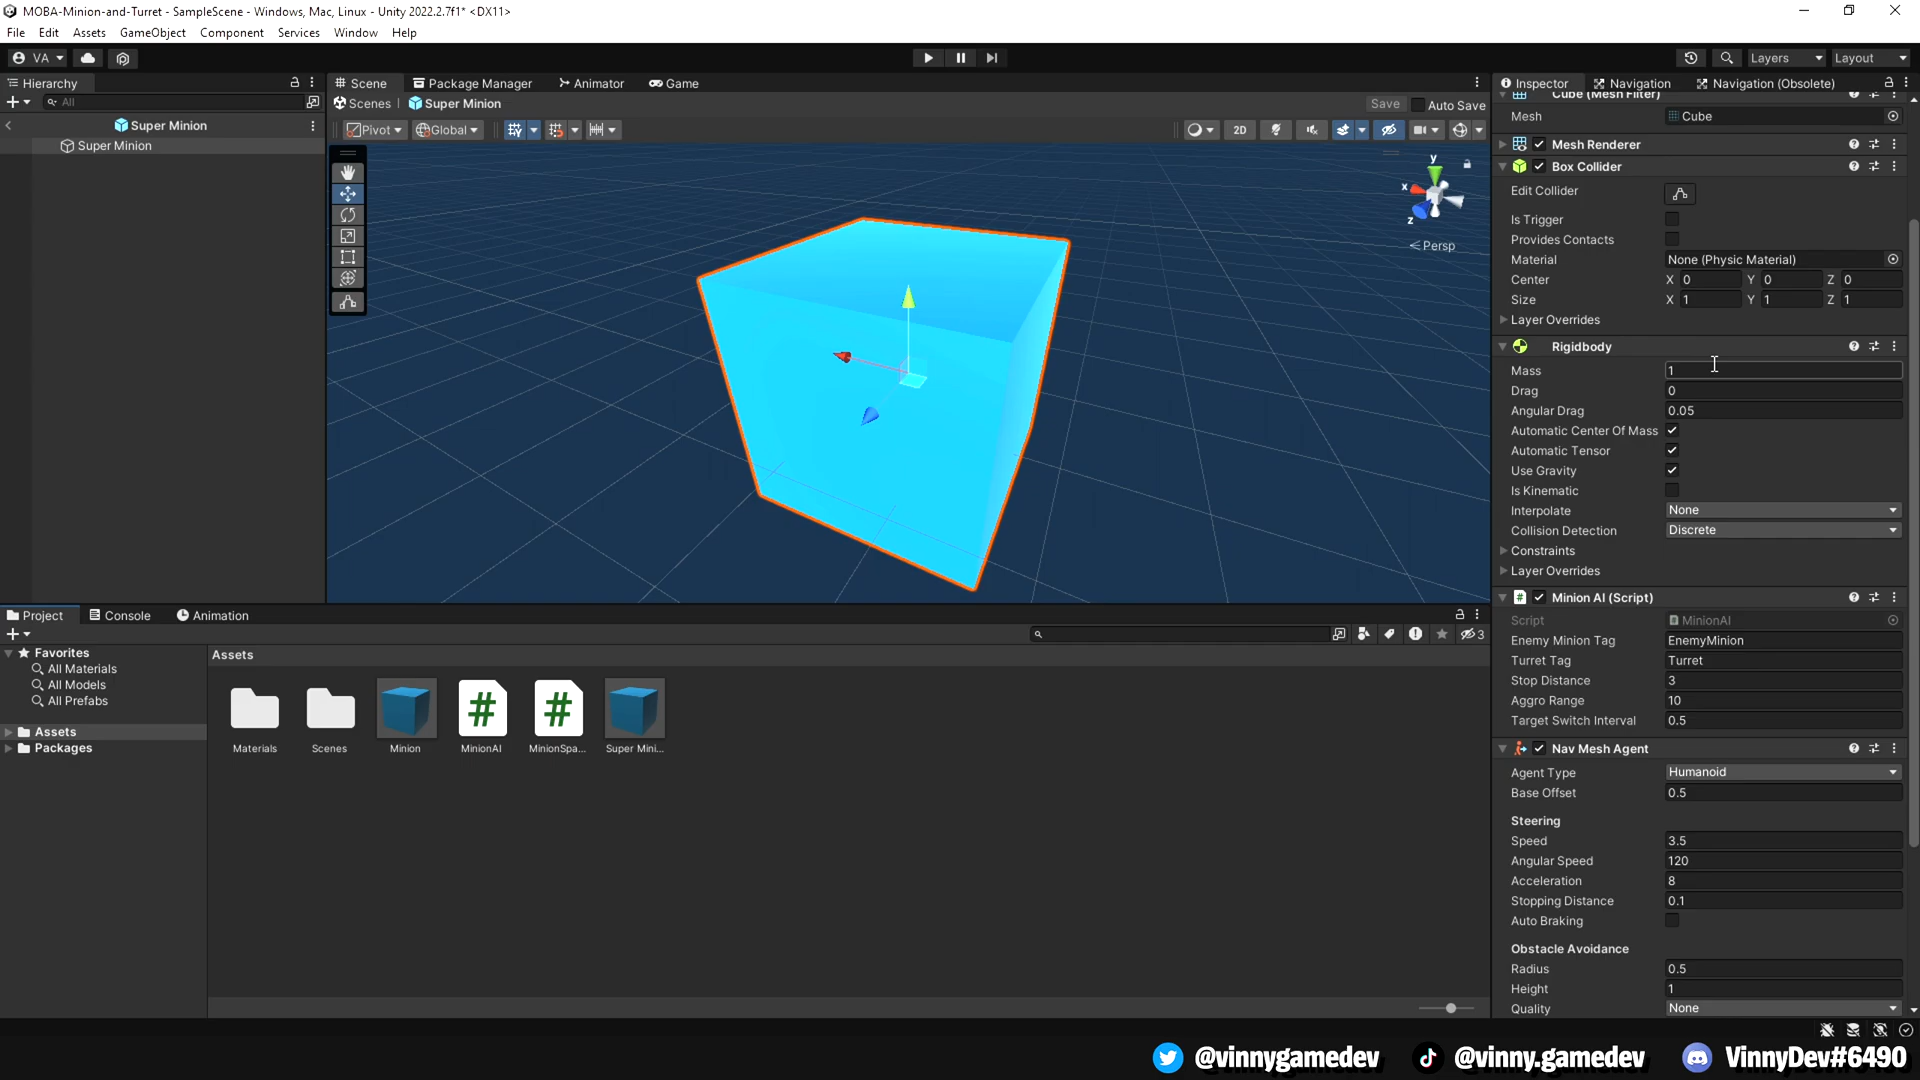 MOBA-Minion-and-Turret - SampleScene - Windows, Mac, Linux - Unity 2022.2.7f1* <DX11>
File Edit Assets GameObject Component Services Window Help
VA
Layers
Layout
Hierarchy
All
Super Minion
Super Minion
Scene
Package Manager
Animator
Game
Scenes
Super Minion
Save
Auto Save
Pivot
Global
2D
y
x
z
Persp
Inspector
Navigation
Navigation (Obsolete)
Cube (Mesh Filter)
Mesh Cube
Mesh Renderer
Box Collider
Edit Collider
Is Trigger
Provides Contacts
Material None (Physic Material)
Center X 0 Y 0 Z 0
Size X 1 Y 1 Z 1
Layer Overrides
Rigidbody
Mass 1
Drag 0
Angular Drag 0.05
Automatic Center Of Mass
Automatic Tensor
Use Gravity
Is Kinematic
Interpolate None
Collision Detection Discrete
Constraints
Layer Overrides
Minion AI (Script)
Script MinionAI
Enemy Minion Tag EnemyMinion
Turret Tag Turret
Stop Distance 3
Aggro Range 10
Target Switch Interval 0.5
Nav Mesh Agent
Agent Type Humanoid
Base Offset 0.5
Steering
Speed 3.5
Angular Speed 120
Acceleration 8
Stopping Distance 0.1
Auto Braking
Obstacle Avoidance
Radius 0.5
Height 1
Quality None
Project
Console
Animation
3
Favorites
All Materials
All Models
All Prefabs
Assets
Packages
Assets
Materials
Scenes
Minion
MinionAI
MinionSpa...
Super Mini...
@vinnygamedev
@vinny.gamedev
VinnyDev#6490